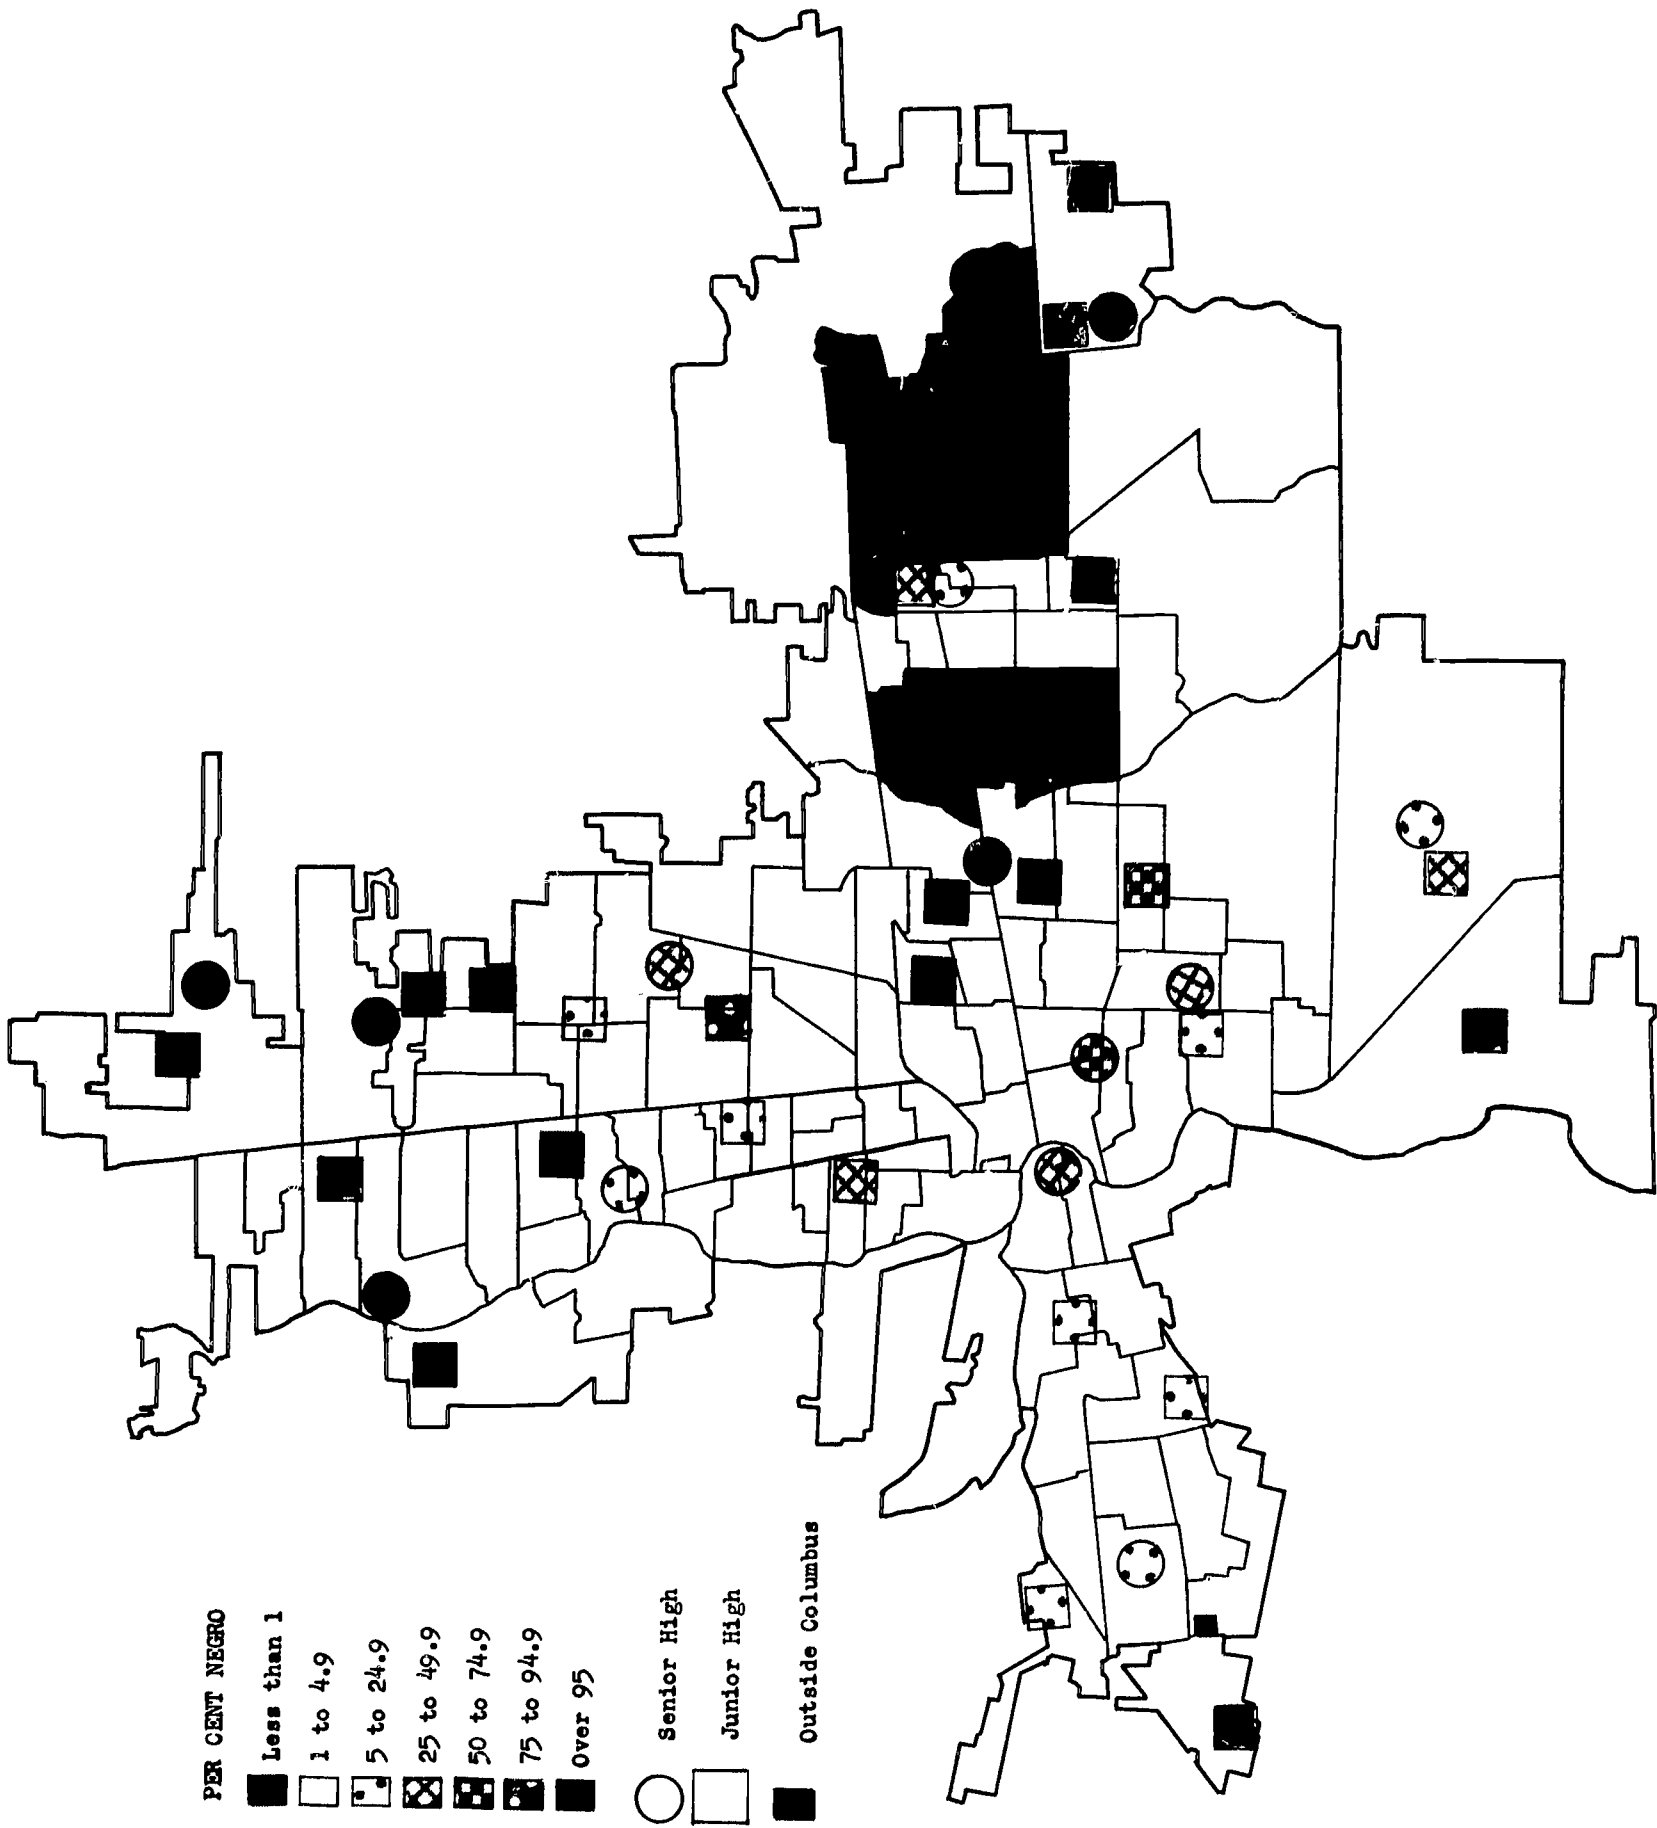 PER CENT NEGRO
Less than 1
1 to 4.9
5 to 24.9
25 to 49.9
50 to 74.9
75 to 94.9
Over 95
Senior High
Junior High
Outside Columbus